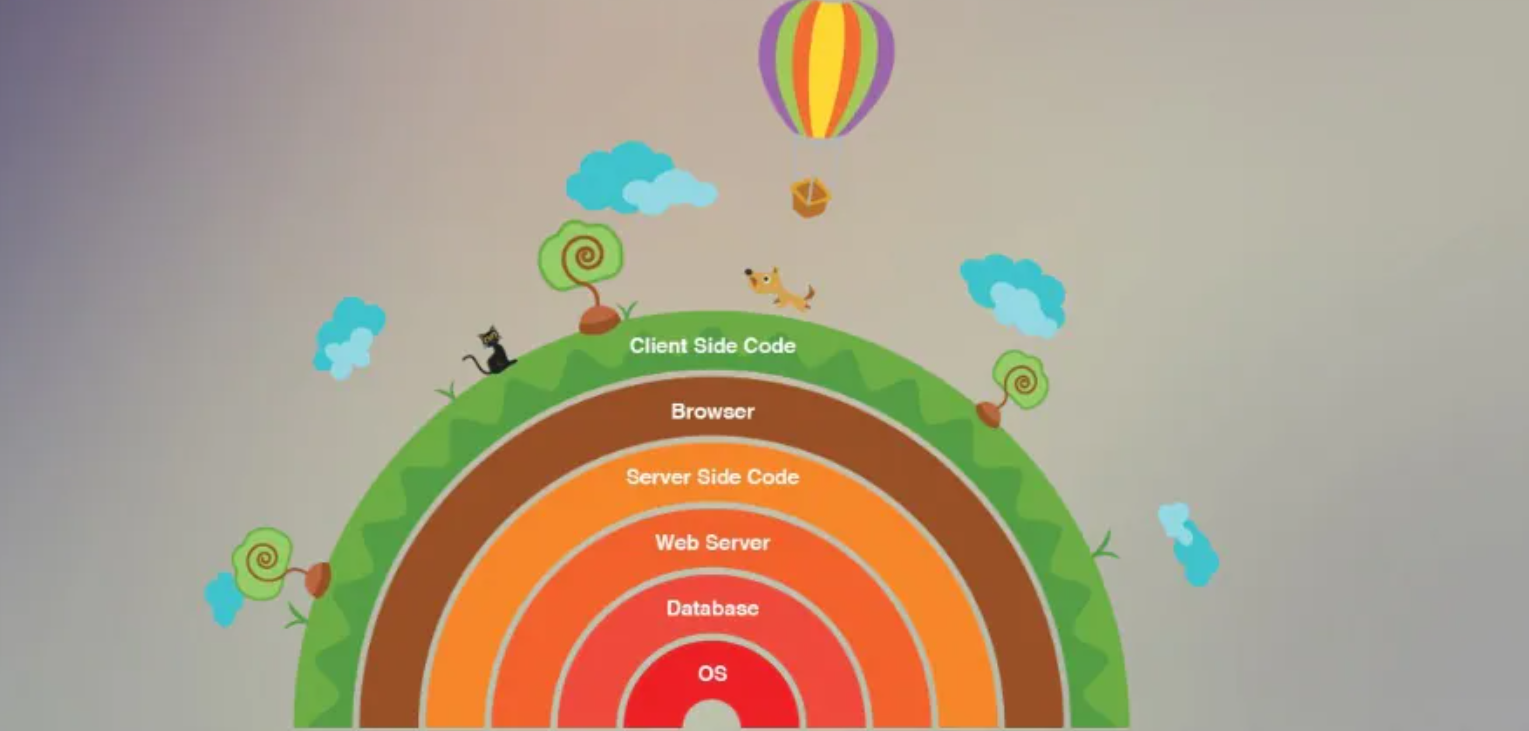 Client Side Code
Browser
Server Side Code
Web Server
Database
OS